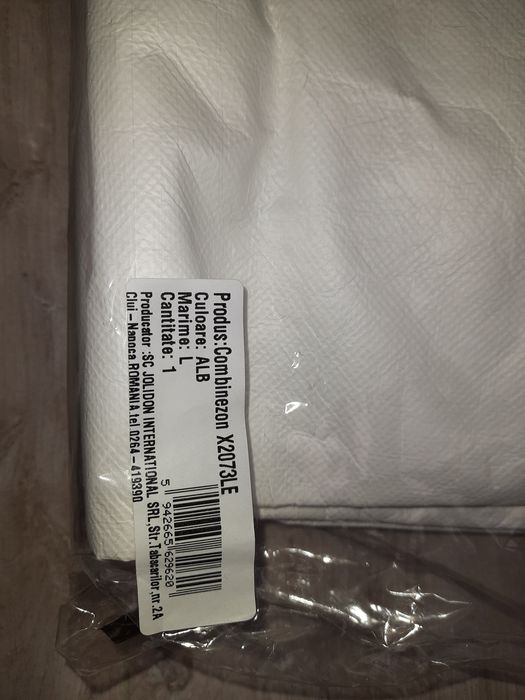 Produs:Combinezon X2073LE
Culoare: ALB
Marime: L
Cantitate: 1
5 942665 629620
Producator :SC JOLIDON INTERNATIONAL SRL,Str.Tabacarilor,nr.2A
Cluj-Napoca,ROMANIA,tel.0264-419390